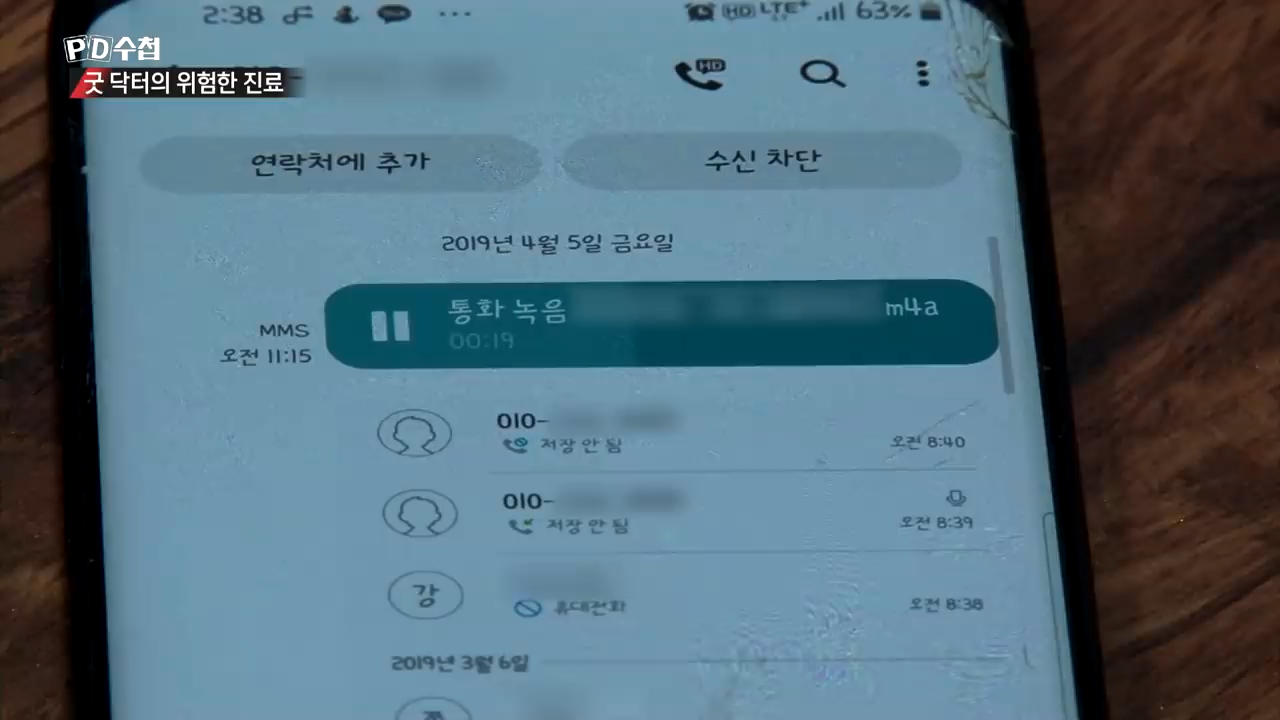 2:38
HD LTE+ 63%
PD수첩
굿 닥터의 위험한 진료
HD
연락처에 추가
수신 차단
2019년 4월 5일 금요일
통화 녹음
m4a
00:19
MMS
오전 11:15
010-
저장 안 됨
오전 8:40
010-
저장 안 됨
오전 8:39
강
휴대전화
오전 8:38
2019년 3월 6일